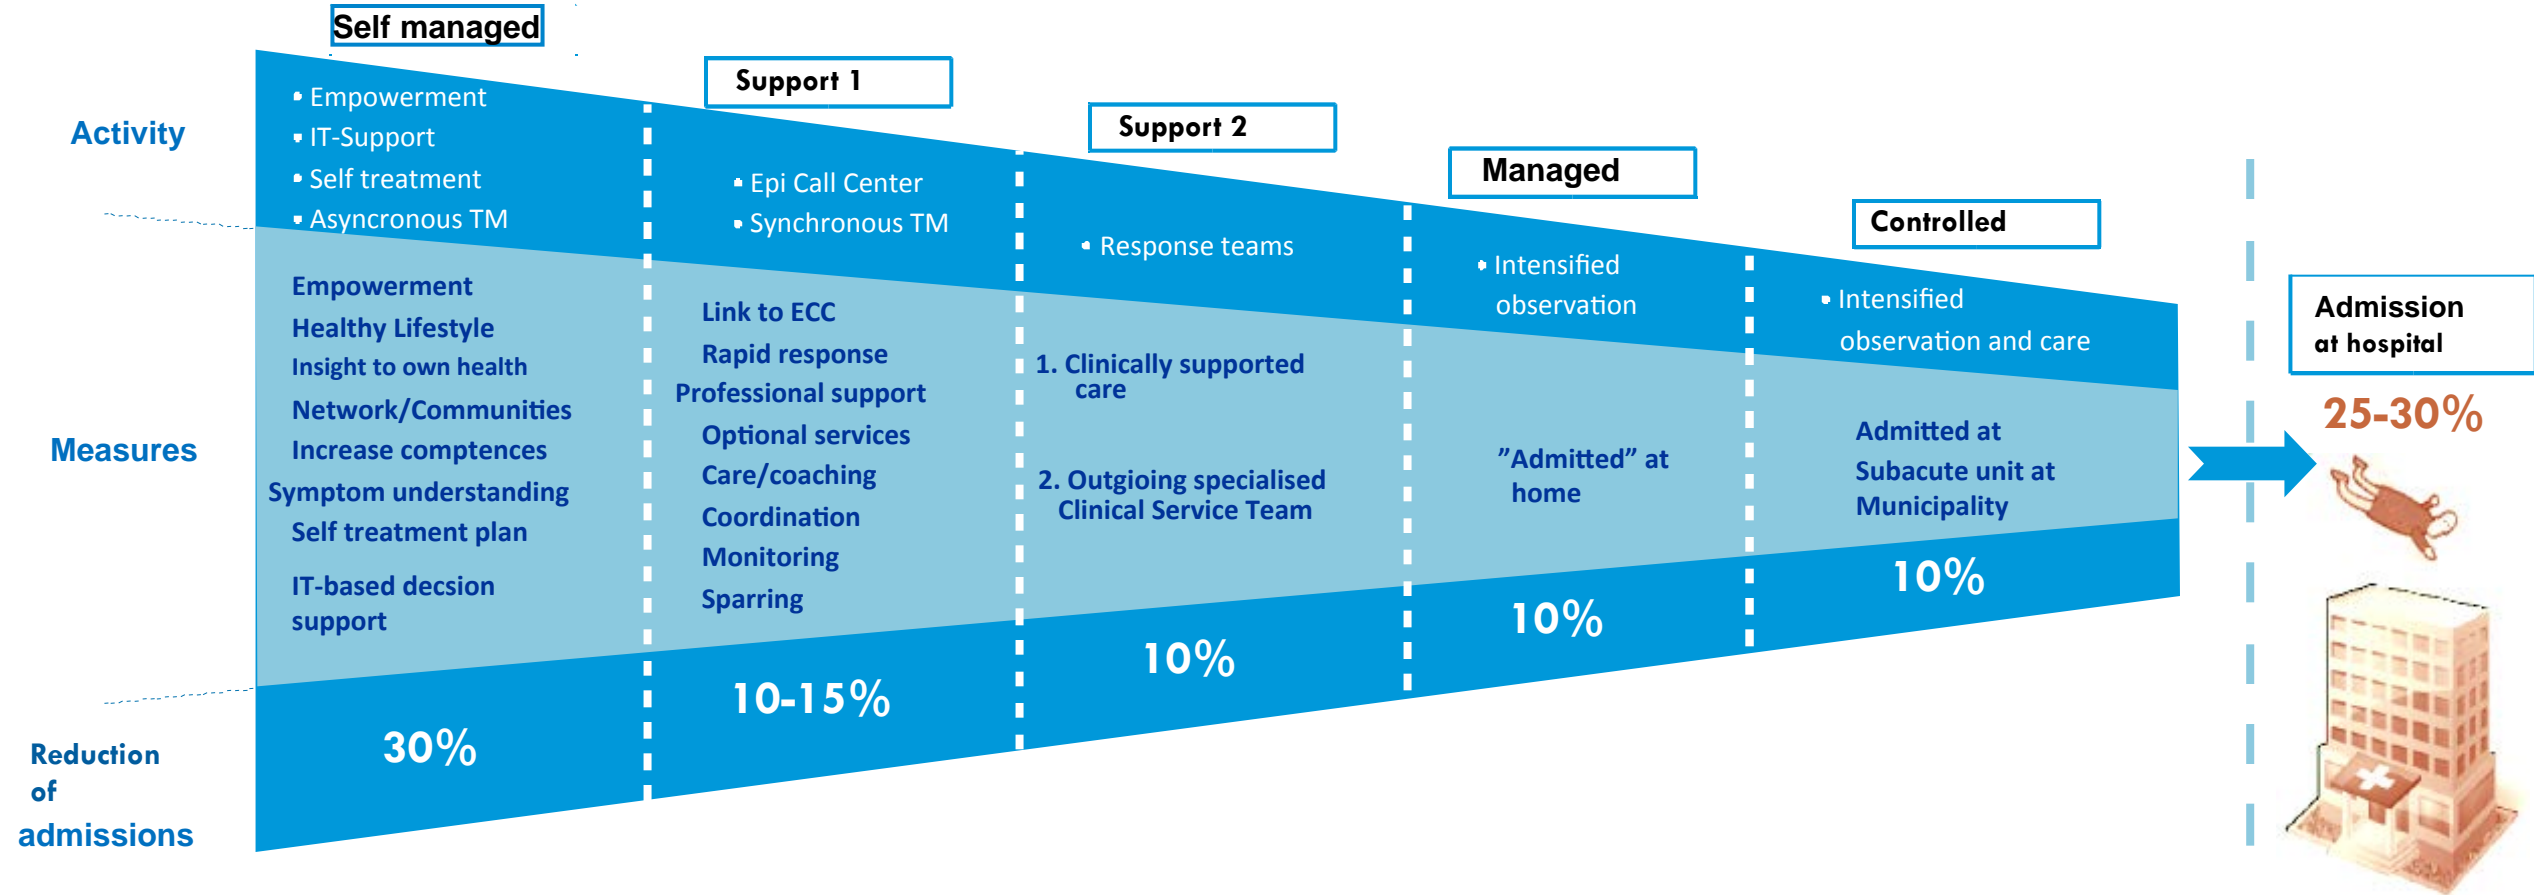 Self managed
Support 1
Support 2
Managed
Controlled
Admission
at hospital
25-30%
Activity
Measures
Reduction
of
admissions
▪ Empowerment
▪ IT-Support
▪ Self treatment
▪ Asyncronous TM
Empowerment
Healthy Lifestyle
Insight to own health
Network/Communities
Increase comptences
Symptom understanding
Self treatment plan
IT-based decsion
support
30%
▪ Epi Call Center
▪ Synchronous TM
Link to ECC
Rapid response
Professional support
Optional services
Care/coaching
Coordination
Monitoring
Sparring
10-15%
▪ Response teams
1. Clinically supported
care
2. Outgioing specialised
Clinical Service Team
10%
• Intensified
observation
”Admitted” at
home
10%
▪ Intensified
observation and care
Admitted at
Subacute unit at
Municipality
10%